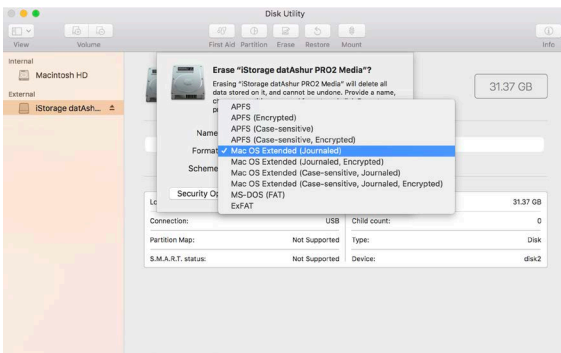 Disk Utility
View
Volume
First Aid
Partition
Erase
Restore
Mount
Info
Internal
Macintosh HD
External
iStorage datAsh...
Erase “iStorage datAshur PRO2 Media”?
Erasing “iStorage datAshur PRO2 Media” will delete all
data stored on it, and cannot be undone. Provide a name,
31.37 GB
Name
Format
Scheme
APFS
APFS (Encrypted)
APFS (Case-sensitive)
APFS (Case-sensitive, Encrypted)
✓ Mac OS Extended (Journaled)
Mac OS Extended (Journaled, Encrypted)
Mac OS Extended (Case-sensitive, Journaled)
Mac OS Extended (Case-sensitive, Journaled, Encrypted)
MS-DOS (FAT)
ExFAT
Security Op
Lo
31.37 GB
Connection:
USB
Child count:
0
Partition Map:
Not Supported
Type:
Disk
S.M.A.R.T. status:
Not Supported
Device:
disk2